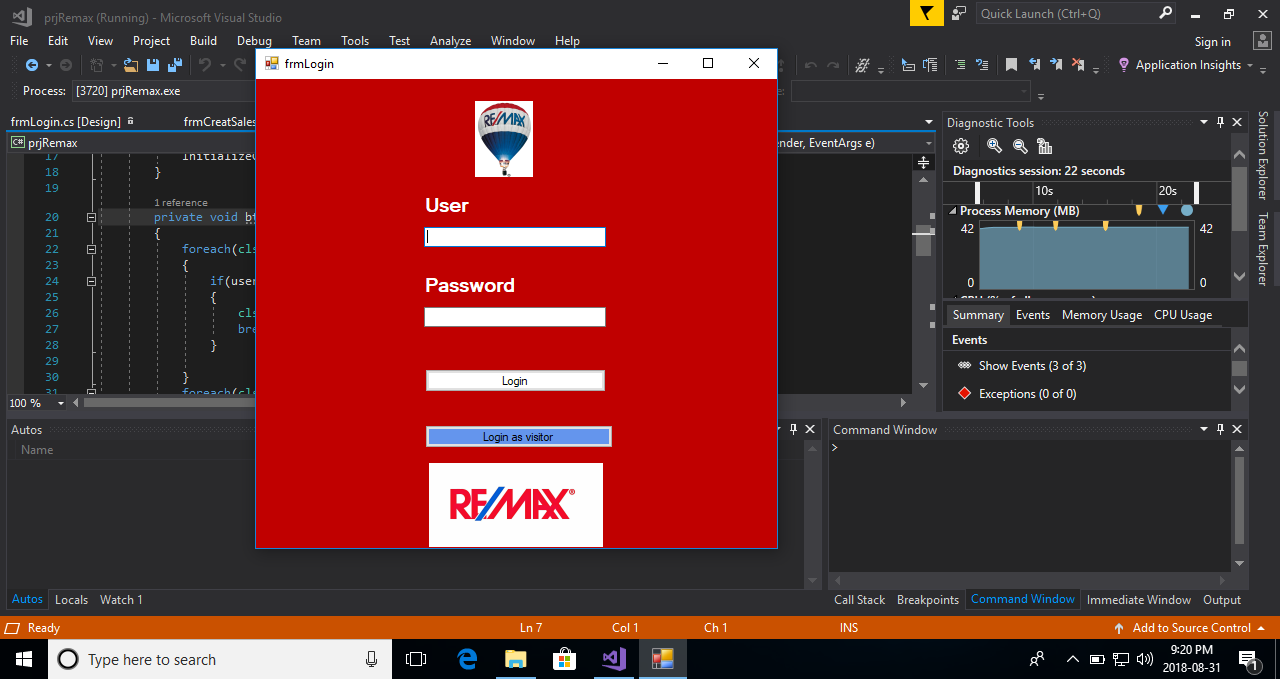 prjRemax (Running) - Microsoft Visual Studio
Quick Launch (Ctrl+Q)
File Edit View Project Build Debug Team Tools Test Analyze Window Help
Sign in
Application Insights
Process: [3720] prjRemax.exe
frmLogin
frmLogin.cs [Design]
frmCreatSales
prjRemax
ender, EventArgs e)
RE/MAX
User
Password
Login
Login as visitor
RE/MAX®
17
18 }
19
1 reference
20 private void bt
21 {
22 foreach(cls
23 {
24 if(user
25 {
26 cls
27 bre
28 }
29
30 }
31 foreach(cls
100 %
Diagnostic Tools
Diagnostics session: 22 seconds
10s 20s
Process Memory (MB)
42 42
0 0
Summary Events Memory Usage CPU Usage
Events
Show Events (3 of 3)
Exceptions (0 of 0)
Solution Explorer
Team Explorer
Autos
Name
Command Window
>
Autos Locals Watch 1
Call Stack Breakpoints Command Window Immediate Window Output
Ready Ln 7 Col 1 Ch 1 INS Add to Source Control
Type here to search
9:20 PM
2018-08-31
1